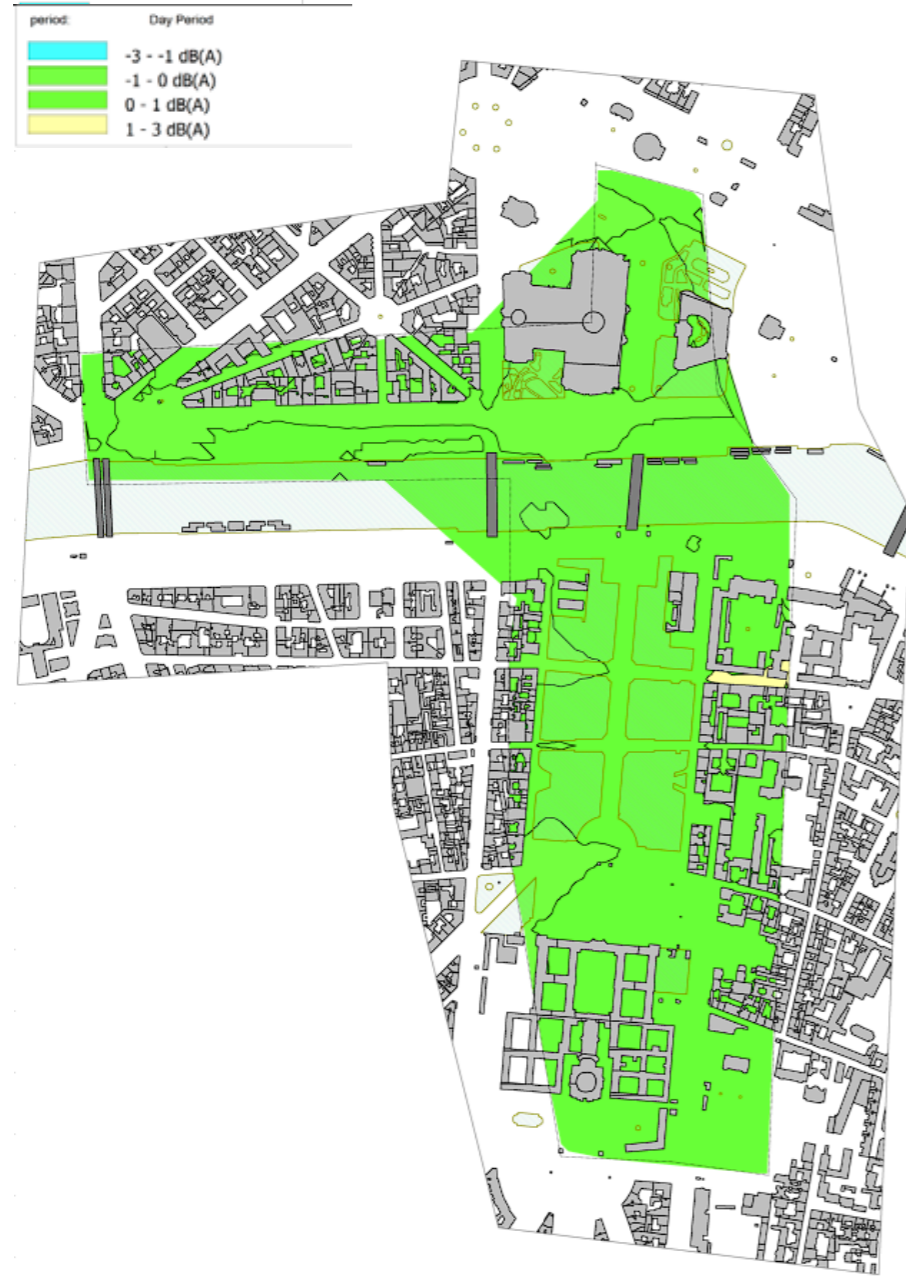 period: Day Period
-3 - -1 dB(A)
-1 - 0 dB(A)
0 - 1 dB(A)
1 - 3 dB(A)